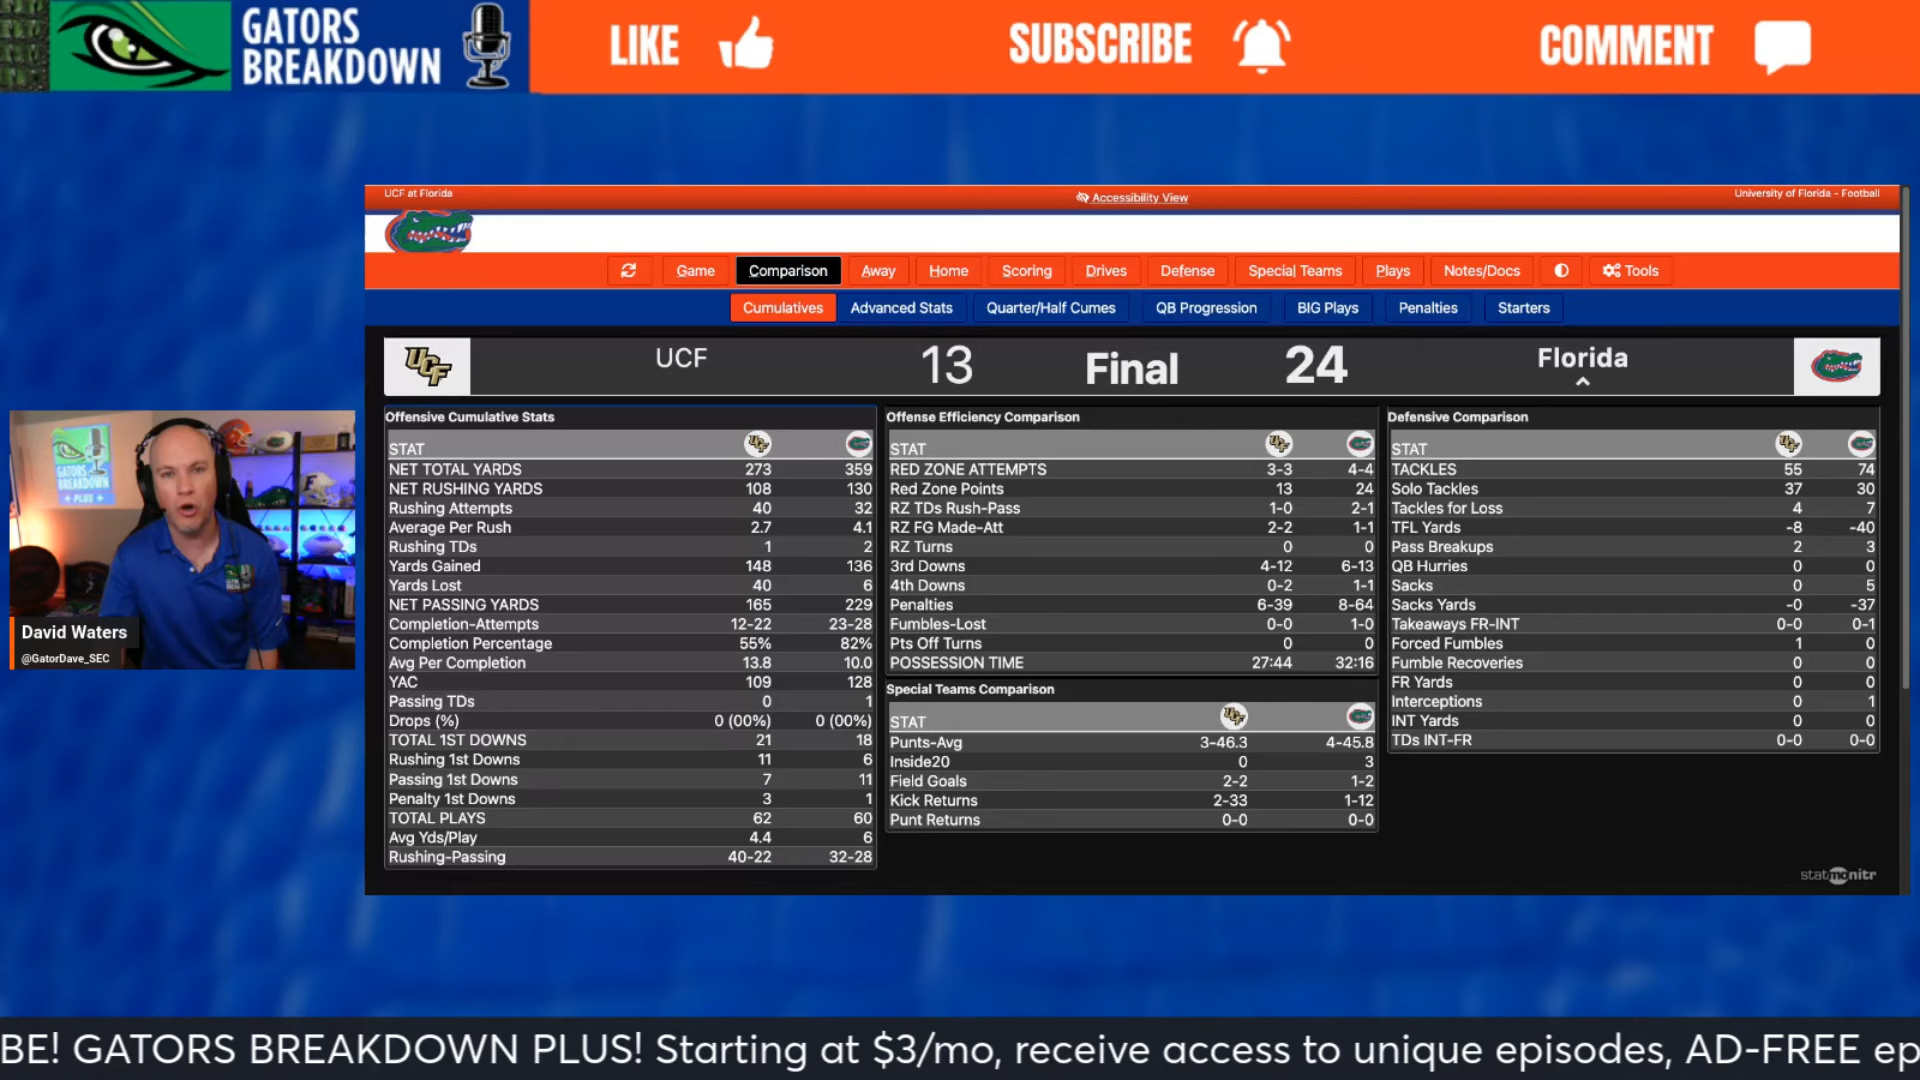 GATORS
BREAKDOWN
LIKE
SUBSCRIBE
COMMENT
UCF at Florida
Accessibility View
University of Florida - Football
Game
Comparison
Away
Home
Scoring
Drives
Defense
Special Teams
Plays
Notes/Docs
Tools
Cumulatives
Advanced Stats
Quarter/Half Cumes
QB Progression
BIG Plays
Penalties
Starters
UCF
UCF
13
Final
24
Florida
Offensive Cumulative Stats
STAT
NET TOTAL YARDS 273 359
NET RUSHING YARDS 108 130
Rushing Attempts 40 32
Average Per Rush 2.7 4.1
Rushing TDs 1 2
Yards Gained 148 136
Yards Lost 40 6
NET PASSING YARDS 165 229
Completion-Attempts 12-22 23-28
Completion Percentage 55% 82%
Avg Per Completion 13.8 10.0
YAC 109 128
Passing TDs 0 1
Drops (%) 0 (00%) 0 (00%)
TOTAL 1ST DOWNS 21 18
Rushing 1st Downs 11 6
Passing 1st Downs 7 11
Penalty 1st Downs 3 1
TOTAL PLAYS 62 60
Avg Yds/Play 4.4 6
Rushing-Passing 40-22 32-28
Offense Efficiency Comparison
STAT
RED ZONE ATTEMPTS 3-3 4-4
Red Zone Points 13 24
RZ TDs Rush-Pass 1-0 2-1
RZ FG Made-Att 2-2 1-1
RZ Turns 0 0
3rd Downs 4-12 6-13
4th Downs 0-2 1-1
Penalties 6-39 8-64
Fumbles-Lost 0-0 1-0
Pts Off Turns 0 0
POSSESSION TIME 27:44 32:16
Special Teams Comparison
STAT
Punts-Avg 3-46.3 4-45.8
Inside20 0 3
Field Goals 2-2 1-2
Kick Returns 2-33 1-12
Punt Returns 0-0 0-0
Defensive Comparison
STAT
TACKLES 55 74
Solo Tackles 37 30
Tackles for Loss 4 7
TFL Yards -8 -40
Pass Breakups 2 3
QB Hurries 0 0
Sacks 0 5
Sacks Yards -0 -37
Takeaways FR-INT 0-0 0-1
Forced Fumbles 1 0
Fumble Recoveries 0 0
FR Yards 0 0
Interceptions 0 1
INT Yards 0 0
TDs INT-FR 0-0 0-0
statmonitr
GATORS
BREAKDOWN
PLUS
David Waters
@GatorDave_SEC
BE! GATORS BREAKDOWN PLUS! Starting at $3/mo, receive access to unique episodes, AD-FREE ep